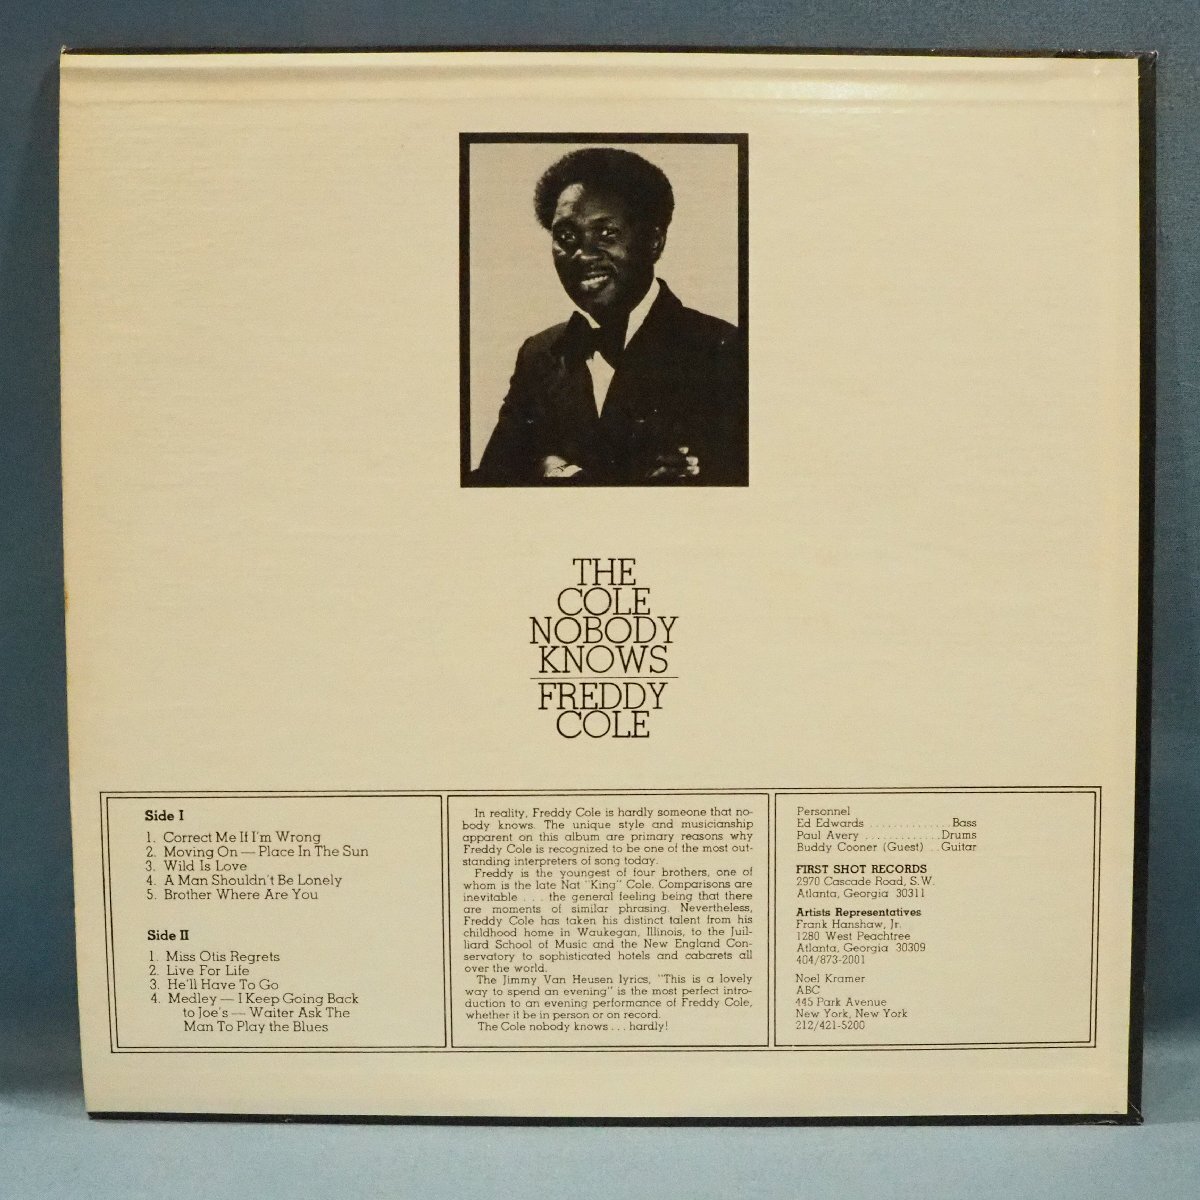 THE
COLE
NOBODY
KNOWS
FREDDY
COLE
Side I
1. Correct Me If I'm Wrong
2. Moving On — Place In The Sun
3. Wild Is Love
4. A Man Shouldn't Be Lonely
5. Brother Where Are You
Side II
1. Miss Otis Regrets
2. Live For Life
3. He'll Have To Go
4. Medley — I Keep Going Back
to Joe's — Waiter Ask The
Man To Play the Blues
In reality, Freddy Cole is hardly someone that no-
body knows. The unique style and musicianship
apparent on this album are primary reasons why
Freddy Cole is recognized to be one of the most out-
standing interpreters of song today.
Freddy is the youngest of four brothers, one of
whom is the late Nat "King" Cole. Comparisons are
inevitable . . . the general feeling being that there
are moments of similar phrasing. Nevertheless,
Freddy Cole has taken his distinct talent from his
childhood home in Waukegan, Illinois, to the Juil-
liard School of Music and the New England Con-
servatory to sophisticated hotels and cabarets all
over the world.
The Jimmy Van Heusen lyrics, "This is a lovely
way to spend an evening" is the most perfect intro-
duction to an evening performance of Freddy Cole,
whether it be in person or on record.
The Cole nobody knows . . . hardly!
Personnel
Ed Edwards . . . . . . . . . . . . . . Bass
Paul Avery . . . . . . . . . . . . Drums
Buddy Cooner (Guest) . . Guitar
FIRST SHOT RECORDS
2970 Cascade Road, S.W.
Atlanta, Georgia 30311
Artists Representatives
Frank Hanshaw, Jr.
1280 West Peachtree
Atlanta, Georgia 30309
404/873-2001
Noel Kramer
ABC
445 Park Avenue
New York, New York
212/421-5200